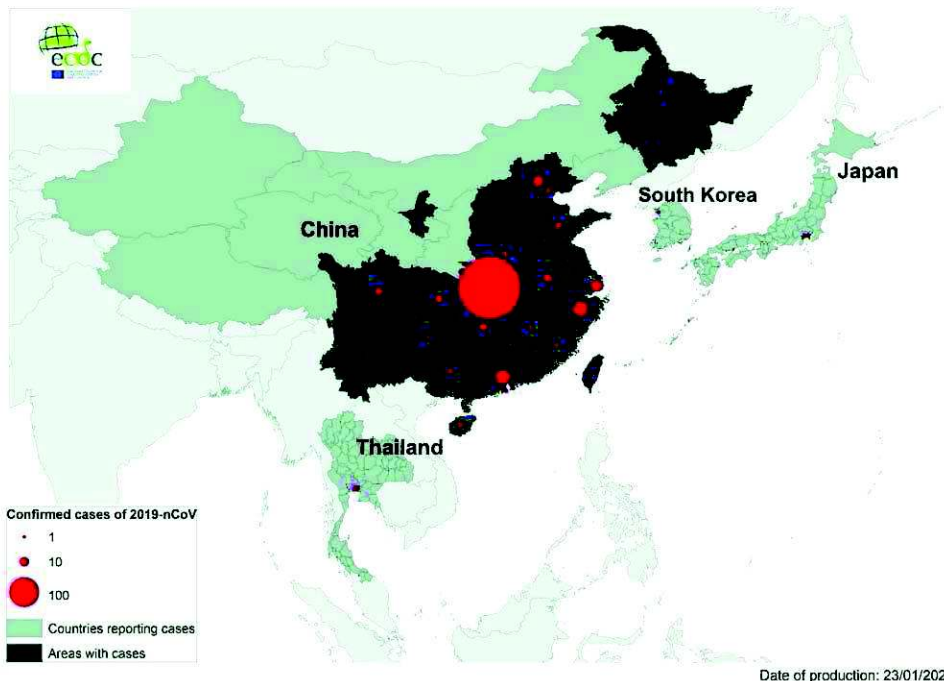 ecdc
China
South Korea
Japan
Thailand
Confirmed cases of 2019-nCoV
1
10
100
Countries reporting cases
Areas with cases
Date of production: 23/01/202